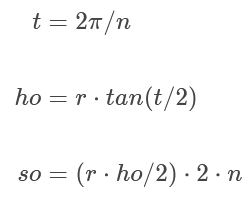 t = 2π/n
ho = r · tan(t/2)
so = (r · ho/2) · 2 · n